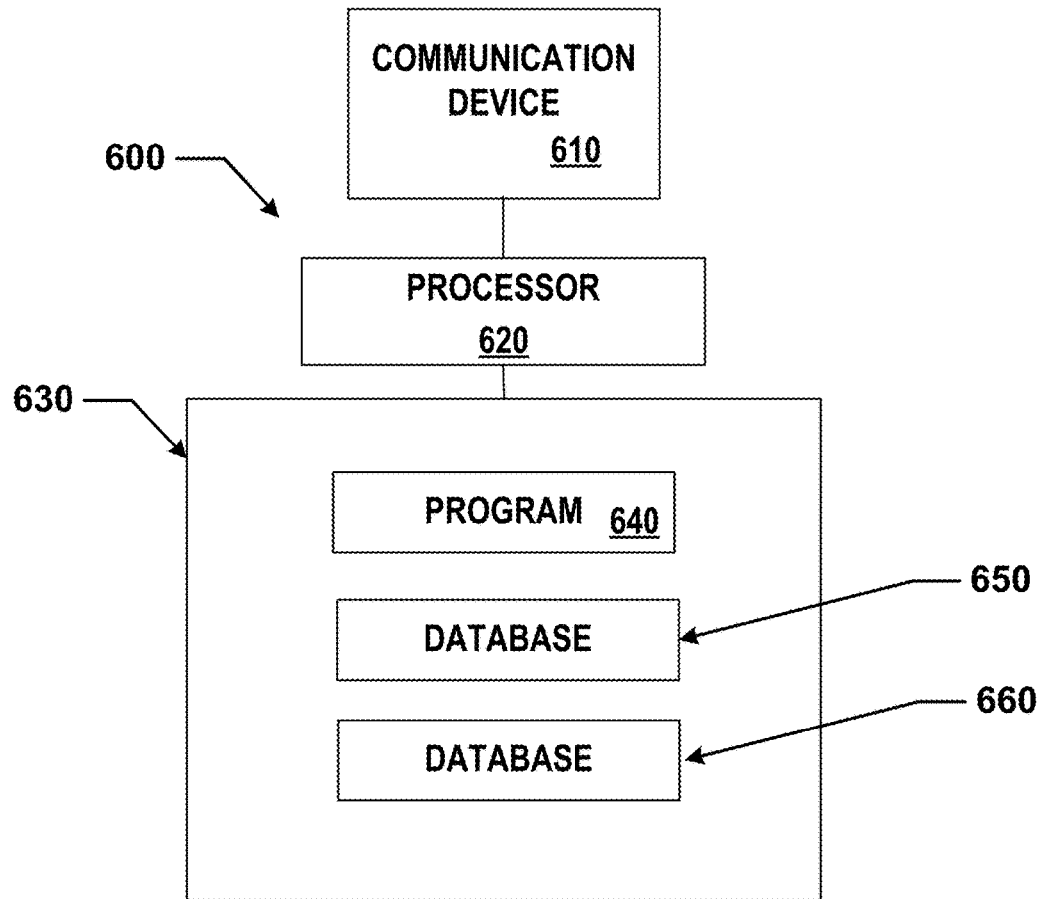 COMMUNICATION
DEVICE
610
600
PROCESSOR
620
630
PROGRAM 640
650
DATABASE
660
DATABASE